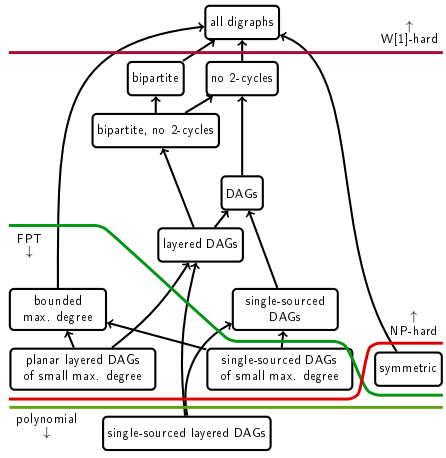 all digraphs
↑
W[1]-hard
bipartite
no 2-cycles
bipartite, no 2-cycles
DAGs
FPT
↓
layered DAGs
bounded
max. degree
single-sourced
DAGs
↑
NP-hard
planar layered DAGs
of small max. degree
single-sourced DAGs
of small max. degree
symmetric
polynomial
↓
single-sourced layered DAGs